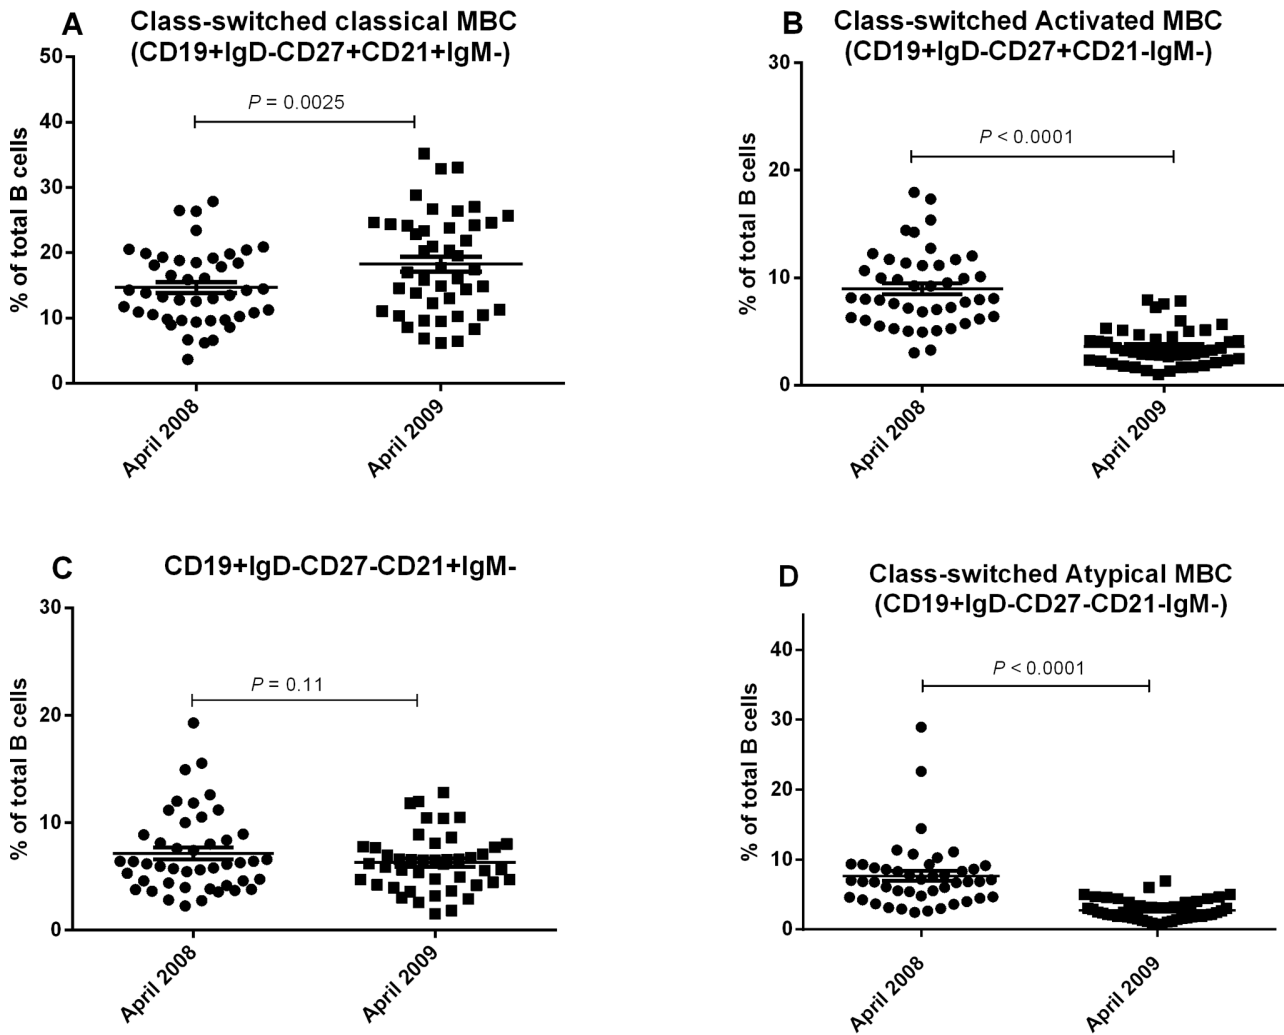 A
Class-switched classical MBC
(CD19+IgD-CD27+CD21+IgM-)
% of total B cells
50
40
30
20
10
0
P = 0.0025
April 2008
April 2009
B
Class-switched Activated MBC
(CD19+IgD-CD27+CD21-IgM-)
% of total B cells
30
20
10
0
P < 0.0001
April 2008
April 2009
C
CD19+IgD-CD27-CD21+IgM-
% of total B cells
30
20
10
0
P = 0.11
April 2008
April 2009
D
Class-switched Atypical MBC
(CD19+IgD-CD27-CD21-IgM-)
% of total B cells
40
30
20
10
0
P < 0.0001
April 2008
April 2009